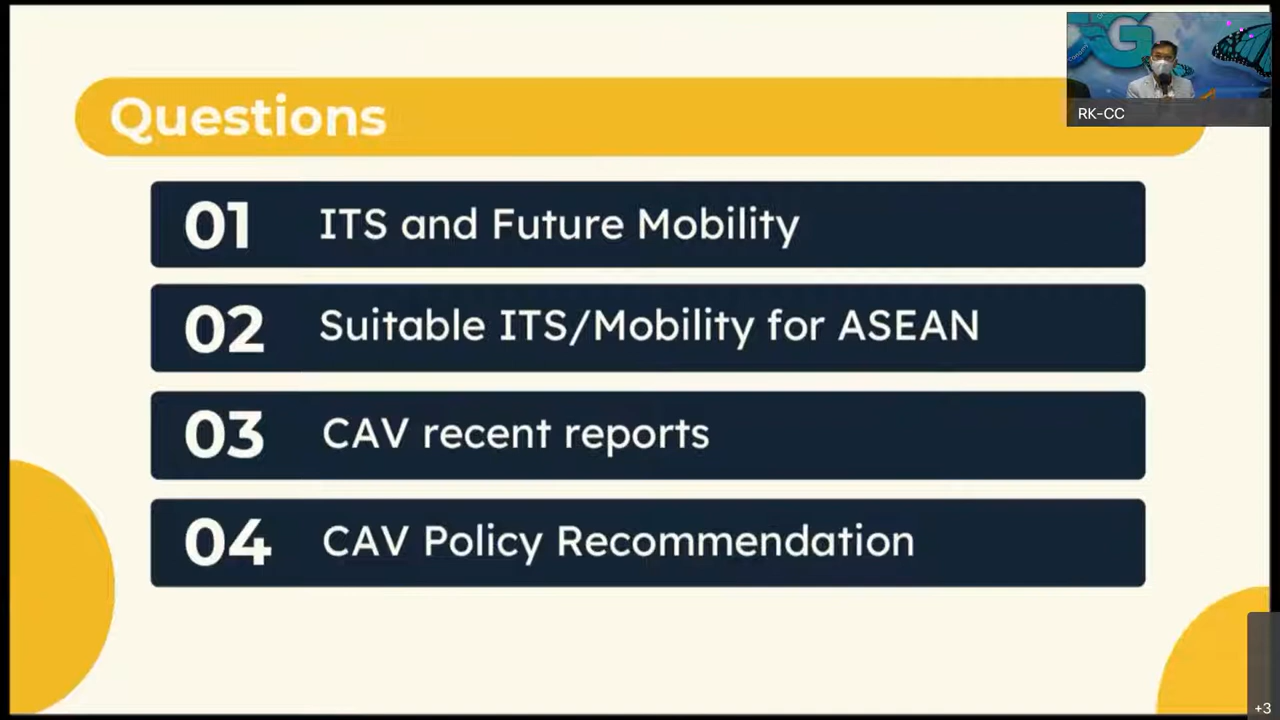 Questions
RK-CC
01 ITS and Future Mobility
02 Suitable ITS/Mobility for ASEAN
03 CAV recent reports
04 CAV Policy Recommendation
+3